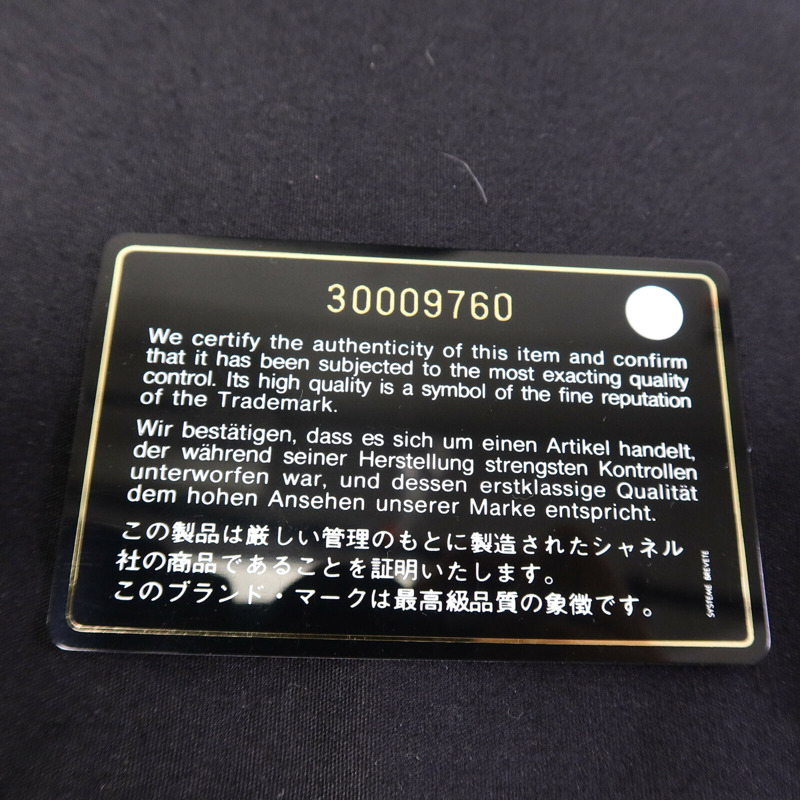 30009760
We certify the authenticity of this item and confirm
that it has been subjected to the most exacting quality
control. Its high quality is a symbol of the fine reputation
of the Trademark.
Wir bestätigen, dass es sich um einen Artikel handelt,
der während seiner Herstellung strengsten Kontrollen
unterworfen war, und dessen erstklassige Qualität
dem hohen Ansehen unserer Marke entspricht.
この製品は厳しい管理のもとに製造されたシャネル
社の商品であることを証明いたします。
このブランド・マークは最高級品質の象徴です。
SYSTEME BREVETE